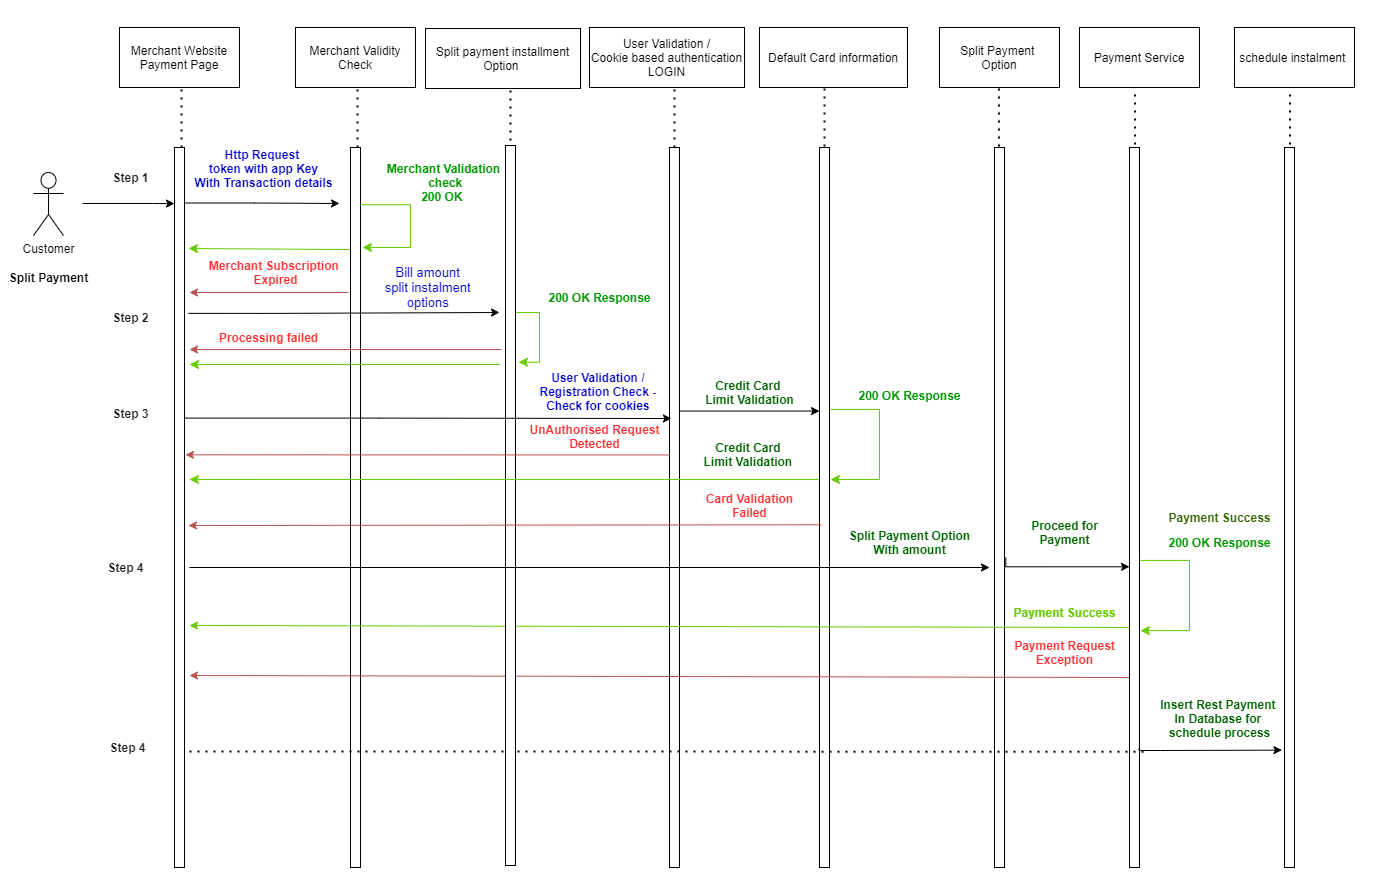 Merchant Website
Payment Page
Merchant Validity
Check
Split payment installment
Option
User Validation /
Cookie based authentication
LOGIN
Default Card information
Split Payment
Option
Payment Service
schedule instalment
Step 1
Http Request
token with app Key
With Transaction details
Merchant Validation
check
200 OK
Customer
Split Payment
Merchant Subscription
Expired
Bill amount
split instalment
options
200 OK Response
Step 2
Processing failed
User Validation /
Registration Check -
Check for cookies
Credit Card
Limit Validation
200 OK Response
Step 3
UnAuthorised Request
Detected
Credit Card
Limit Validation
Card Validation
Failed
Split Payment Option
With amount
Proceed for
Payment
Payment Success
200 OK Response
Step 4
Payment Success
Payment Request
Exception
Insert Rest Payment
In Database for
schedule process
Step 4